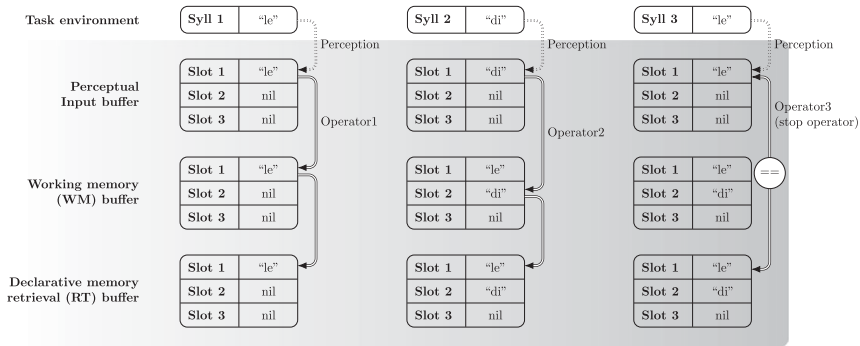 Task environment
Syll 1 “le”
Syll 2 “di”
Syll 3 “le”
Perception
Perception
Perception
Perceptual
Input buffer
Slot 1 “le”
Slot 2 nil
Slot 3 nil
Slot 1 “di”
Slot 2 nil
Slot 3 nil
Slot 1 “le”
Slot 2 nil
Slot 3 nil
Operator1
Operator2
Operator3
(stop operator)
Working memory
(WM) buffer
Slot 1 “le”
Slot 2 nil
Slot 3 nil
Slot 1 “le”
Slot 2 “di”
Slot 3 nil
Slot 1 “le”
Slot 2 “di”
Slot 3 nil
==
Declarative memory
retrieval (RT) buffer
Slot 1 “le”
Slot 2 nil
Slot 3 nil
Slot 1 “le”
Slot 2 “di”
Slot 3 nil
Slot 1 “le”
Slot 2 “di”
Slot 3 nil